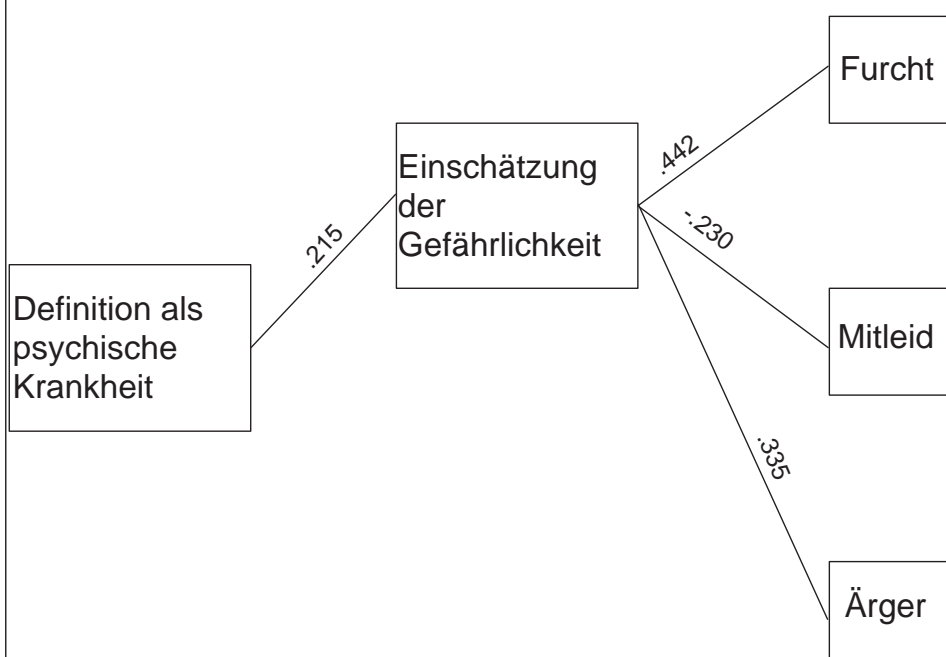 Definition als
psychische
Krankheit
.215
Einschätzung
der
Gefährlichkeit
.442
-.230
.335
Furcht
Mitleid
Ärger